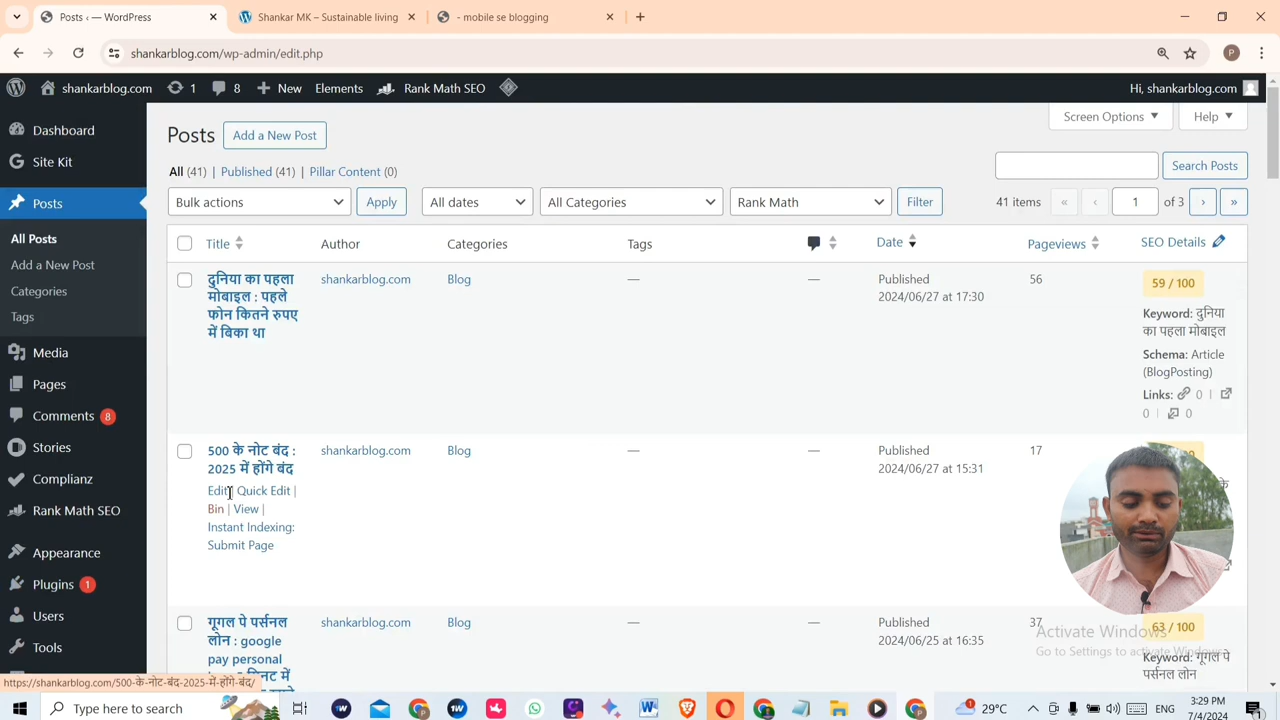 Posts ‹ — WordPress
Shankar MK – Sustainable living
- mobile se blogging
shankarblog.com/wp-admin/edit.php
P
shankarblog.com
1
8
New
Elements
Rank Math SEO
Hi, shankarblog.com
Dashboard
Site Kit
Posts
All Posts
Add a New Post
Categories
Tags
Media
Pages
Comments 8
Stories
Complianz
Rank Math SEO
Appearance
Plugins 1
Users
Tools
Posts
Add a New Post
Screen Options
Help
All (41) | Published (41) | Pillar Content (0)
Search Posts
Bulk actions
Apply
All dates
All Categories
Rank Math
Filter
41 items « ‹ 1 of 3 › »
Title
Author
Categories
Tags
Date
Pageviews
SEO Details
दुनिया का पहला
मोबाइल : पहले
फोन कितने रुपए
में बिका था
shankarblog.com
Blog
—
—
Published
2024/06/27 at 17:30
56
59 / 100
Keyword: दुनिया
का पहला मोबाइल
Schema: Article
(BlogPosting)
Links: 0 |
0 | 0
500 के नोट बंद :
2025 में होंगे बंद
Edit | Quick Edit |
Bin | View |
Instant Indexing:
Submit Page
shankarblog.com
Blog
—
—
Published
2024/06/27 at 15:31
17
गूगल पे पर्सनल
लोन : google
pay personal
shankarblog.com
Blog
—
—
Published
2024/06/25 at 16:35
37
63 / 100
Keyword: गूगल पे
पर्सनल लोन
Activate Windows
Go to Settings to activate Windows.
https://shankarblog.com/500-के-नोट-बंद-2025-में-होंगे-बंद/
Type here to search
29°C
ENG
3:29 PM
7/4/2024